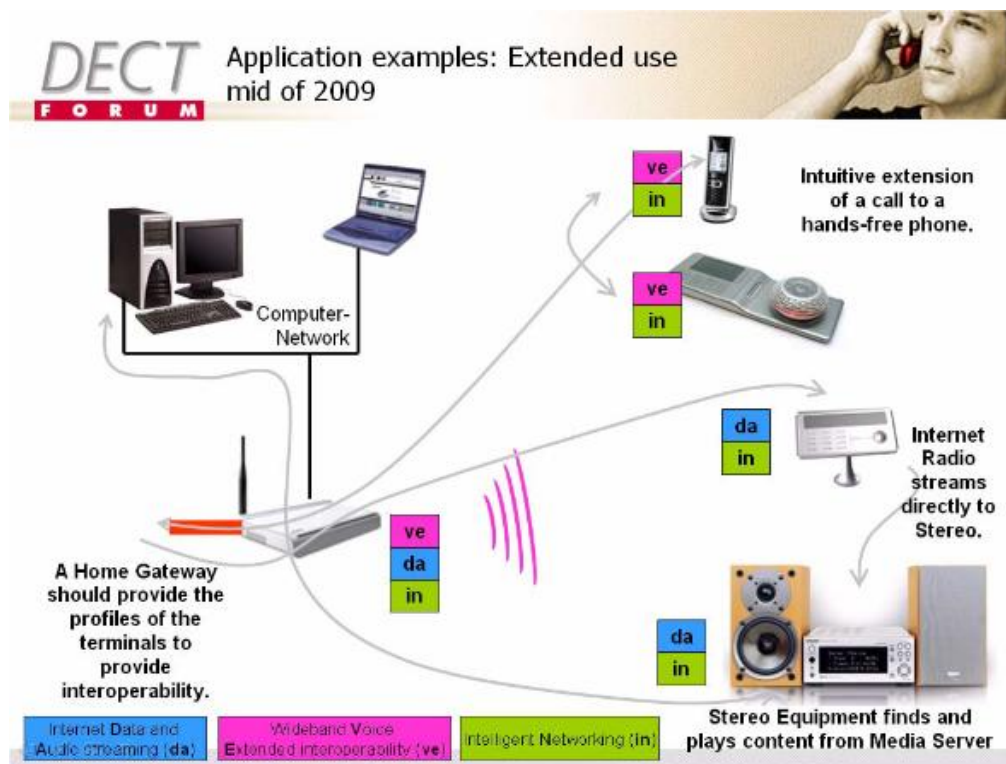 DECT
FORUM
Application examples: Extended use
mid of 2009
ve
in
Intuitive extension
of a call to a
hands-free phone.
ve
in
Computer-
Network
da
in
Internet
Radio
streams
directly to
Stereo.
ve
da
in
A Home Gateway
should provide the
profiles of the
terminals to
provide
interoperability.
da
in
Stereo Equipment finds and
plays content from Media Server
Internet Data and
Audio streaming (da)
Wideband Voice
Extended interoperability (ve)
Intelligent Networking (in)